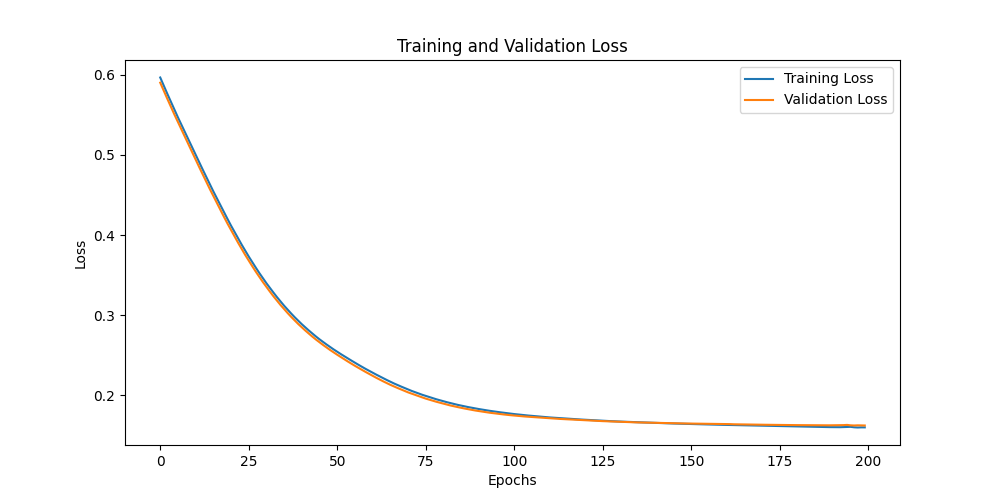 Training and Validation Loss
Training Loss
Validation Loss
Loss
0.6
0.5
0.4
0.3
0.2
0 25 50 75 100 125 150 175 200
Epochs